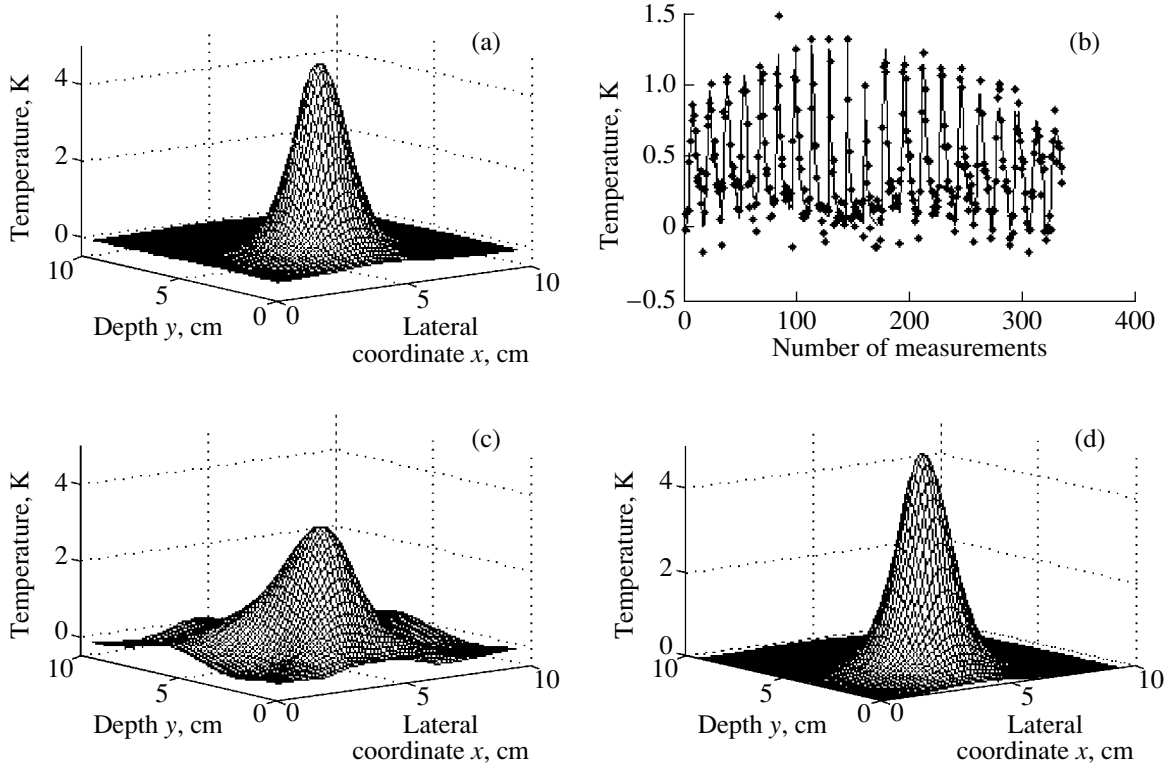 (a)
Temperature, K
4
2
0
10
5
0
0
5
10
Depth y, cm
Lateral
coordinate x, cm
(b)
Temperature, K
1.5
1.0
0.5
0
−0.5
0
100
200
300
400
Number of measurements
(c)
Temperature, K
4
2
0
10
5
0
0
5
10
Depth y, cm
Lateral
coordinate x, cm
(d)
Temperature, K
4
2
0
10
5
0
0
5
10
Depth y, cm
Lateral
coordinate x, cm